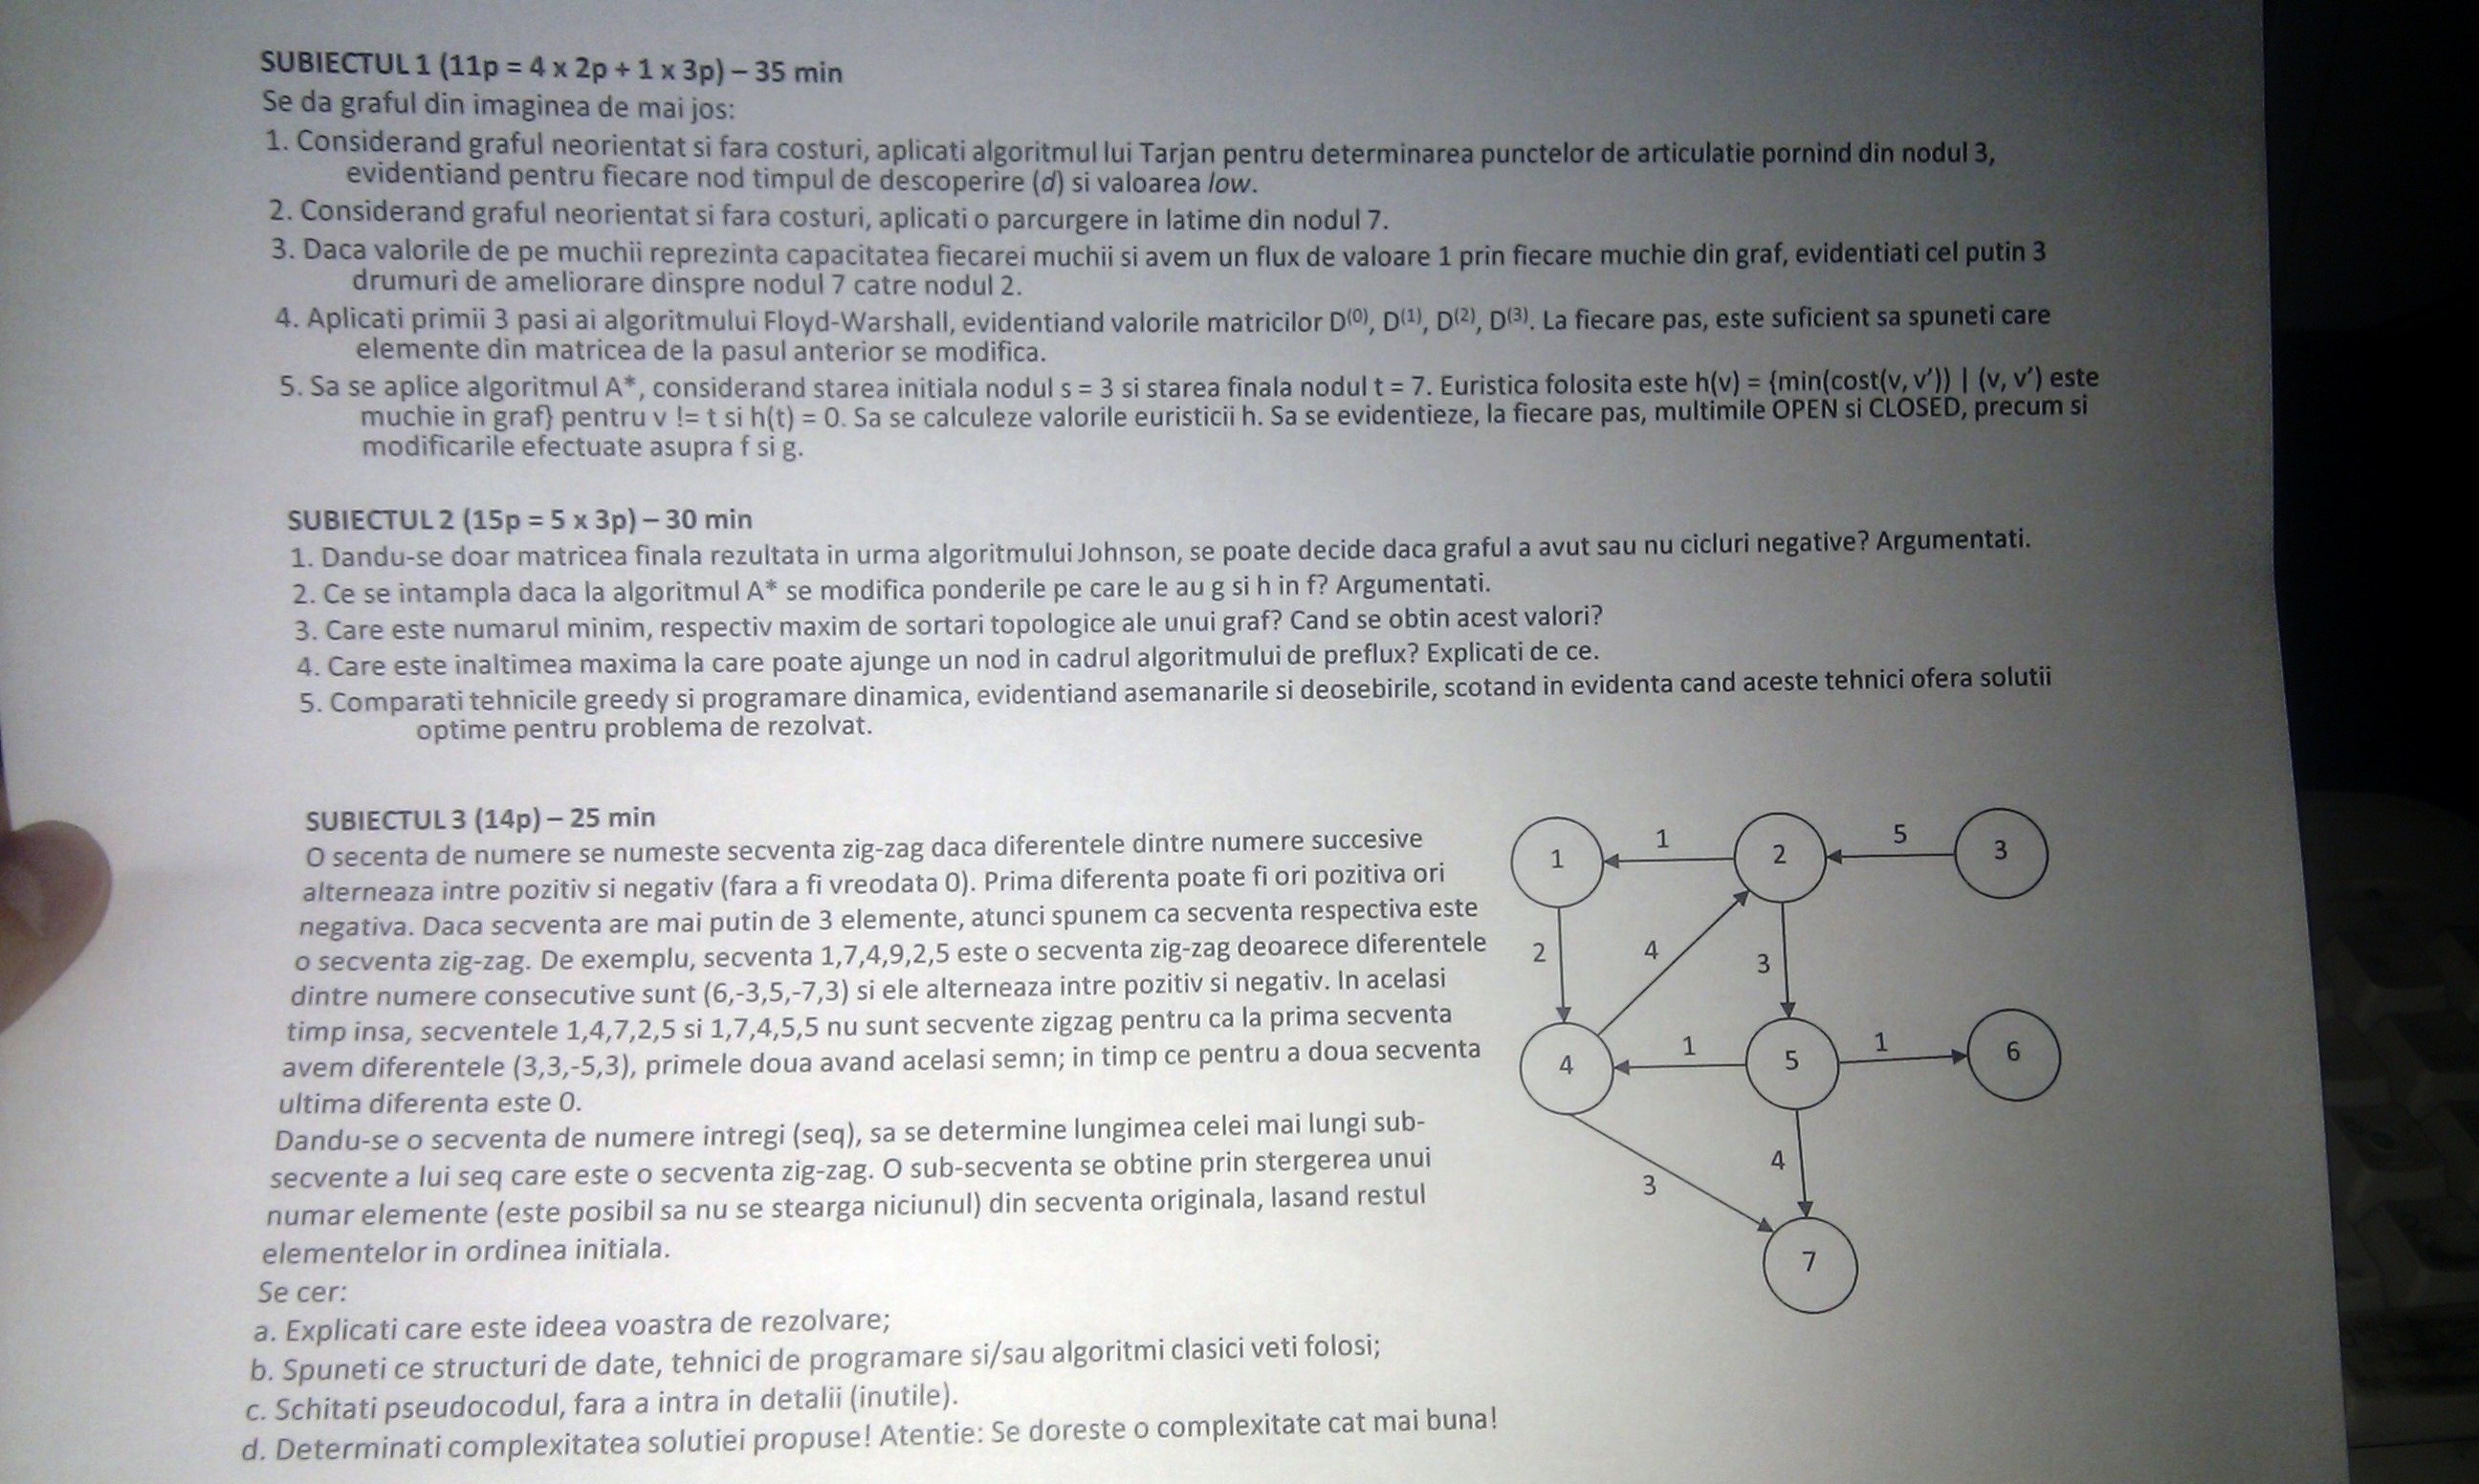 SUBIECTUL 1 (11p = 4 x 2p + 1 x 3p) – 35 min
Se da graful din imaginea de mai jos:
1. Considerand graful neorientat si fara costuri, aplicati algoritmul lui Tarjan pentru determinarea punctelor de articulatie pornind din nodul 3,
evidentiand pentru fiecare nod timpul de descoperire (d) si valoarea low.
2. Considerand graful neorientat si fara costuri, aplicati o parcurgere in latime din nodul 7.
3. Daca valorile de pe muchii reprezinta capacitatea fiecarei muchii si avem un flux de valoare 1 prin fiecare muchie din graf, evidentiati cel putin 3
drumuri de ameliorare dinspre nodul 7 catre nodul 2.
4. Aplicati primii 3 pasi ai algoritmului Floyd-Warshall, evidentiand valorile matricilor D⁽⁰⁾, D⁽¹⁾, D⁽²⁾, D⁽³⁾. La fiecare pas, este suficient sa spuneti care
elemente din matricea de la pasul anterior se modifica.
5. Sa se aplice algoritmul A*, considerand starea initiala nodul s = 3 si starea finala nodul t = 7. Euristica folosita este h(v) = {min(cost(v, v’)) | (v, v’) este
muchie in graf} pentru v != t si h(t) = 0. Sa se calculeze valorile euristicii h. Sa se evidentieze, la fiecare pas, multimile OPEN si CLOSED, precum si
modificarile efectuate asupra f si g.
SUBIECTUL 2 (15p = 5 x 3p) – 30 min
1. Dandu-se doar matricea finala rezultata in urma algoritmului Johnson, se poate decide daca graful a avut sau nu cicluri negative? Argumentati.
2. Ce se intampla daca la algoritmul A* se modifica ponderile pe care le au g si h in f? Argumentati.
3. Care este numarul minim, respectiv maxim de sortari topologice ale unui graf? Cand se obtin acest valori?
4. Care este inaltimea maxima la care poate ajunge un nod in cadrul algoritmului de preflux? Explicati de ce.
5. Comparati tehnicile greedy si programare dinamica, evidentiand asemanarile si deosebirile, scotand in evidenta cand aceste tehnici ofera solutii
optime pentru problema de rezolvat.
SUBIECTUL 3 (14p) – 25 min
O secenta de numere se numeste secventa zig-zag daca diferentele dintre numere succesive
alterneaza intre pozitiv si negativ (fara a fi vreodata 0). Prima diferenta poate fi ori pozitiva ori
negativa. Daca secventa are mai putin de 3 elemente, atunci spunem ca secventa respectiva este
o secventa zig-zag. De exemplu, secventa 1,7,4,9,2,5 este o secventa zig-zag deoarece diferentele
dintre numere consecutive sunt (6,-3,5,-7,3) si ele alterneaza intre pozitiv si negativ. In acelasi
timp insa, secventele 1,4,7,2,5 si 1,7,4,5,5 nu sunt secvente zigzag pentru ca la prima secventa
avem diferentele (3,3,-5,3), primele doua avand acelasi semn; in timp ce pentru a doua secventa
ultima diferenta este 0.
Dandu-se o secventa de numere intregi (seq), sa se determine lungimea celei mai lungi sub-
secvente a lui seq care este o secventa zig-zag. O sub-secventa se obtine prin stergerea unui
numar elemente (este posibil sa nu se stearga niciunul) din secventa originala, lasand restul
elementelor in ordinea initiala.
Se cer:
a. Explicati care este ideea voastra de rezolvare;
b. Spuneti ce structuri de date, tehnici de programare si/sau algoritmi clasici veti folosi;
c. Schitati pseudocodul, fara a intra in detalii (inutile).
d. Determinati complexitatea solutiei propuse! Atentie: Se doreste o complexitate cat mai buna!
1 1 2 5 3
2 4 3
4 1 5 1 6
3 4
7